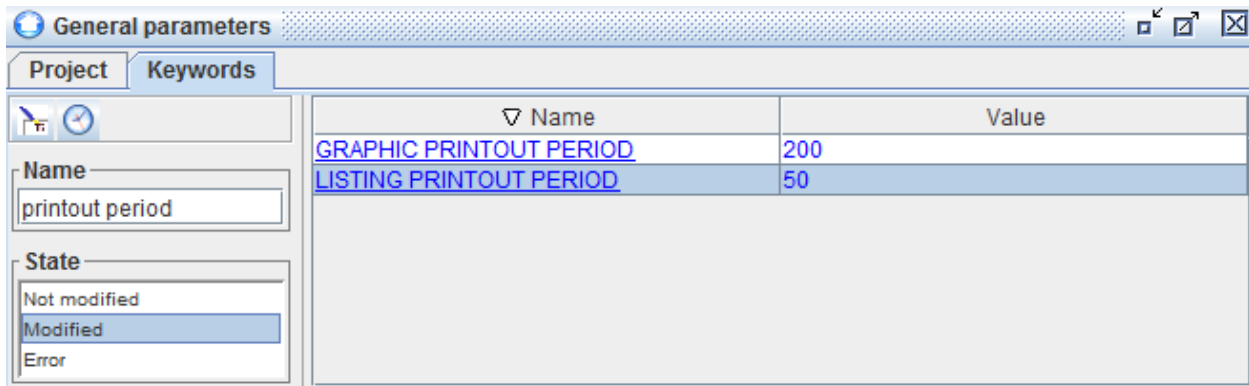 General parameters
Project Keywords
Name Value
GRAPHIC PRINTOUT PERIOD 200
LISTING PRINTOUT PERIOD 50
Name
printout period
State
Not modified
Modified
Error